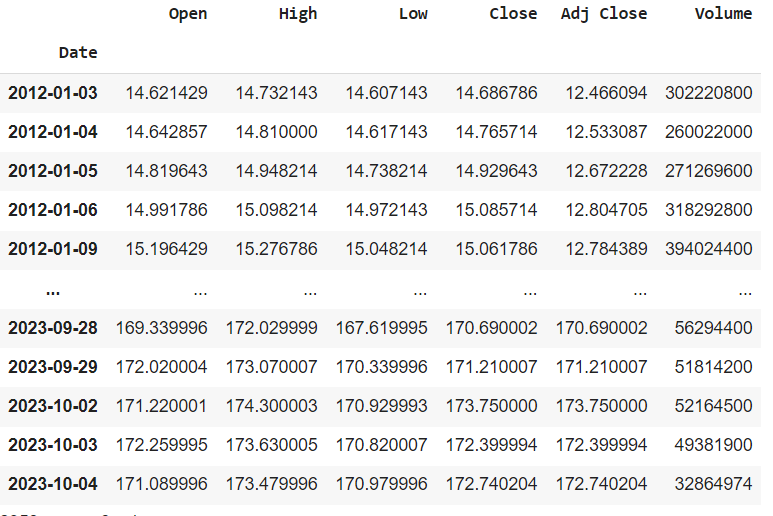 Open High Low Close Adj Close Volume
Date
2012-01-03 14.621429 14.732143 14.607143 14.686786 12.466094 302220800
2012-01-04 14.642857 14.810000 14.617143 14.765714 12.533087 260022000
2012-01-05 14.819643 14.948214 14.738214 14.929643 12.672228 271269600
2012-01-06 14.991786 15.098214 14.972143 15.085714 12.804705 318292800
2012-01-09 15.196429 15.276786 15.048214 15.061786 12.784389 394024400
... ... ... ... ... ... ...
2023-09-28 169.339996 172.029999 167.619995 170.690002 170.690002 56294400
2023-09-29 172.020004 173.070007 170.339996 171.210007 171.210007 51814200
2023-10-02 171.220001 174.300003 170.929993 173.750000 173.750000 52164500
2023-10-03 172.259995 173.630005 170.820007 172.399994 172.399994 49381900
2023-10-04 171.089996 173.479996 170.979996 172.740204 172.740204 32864974